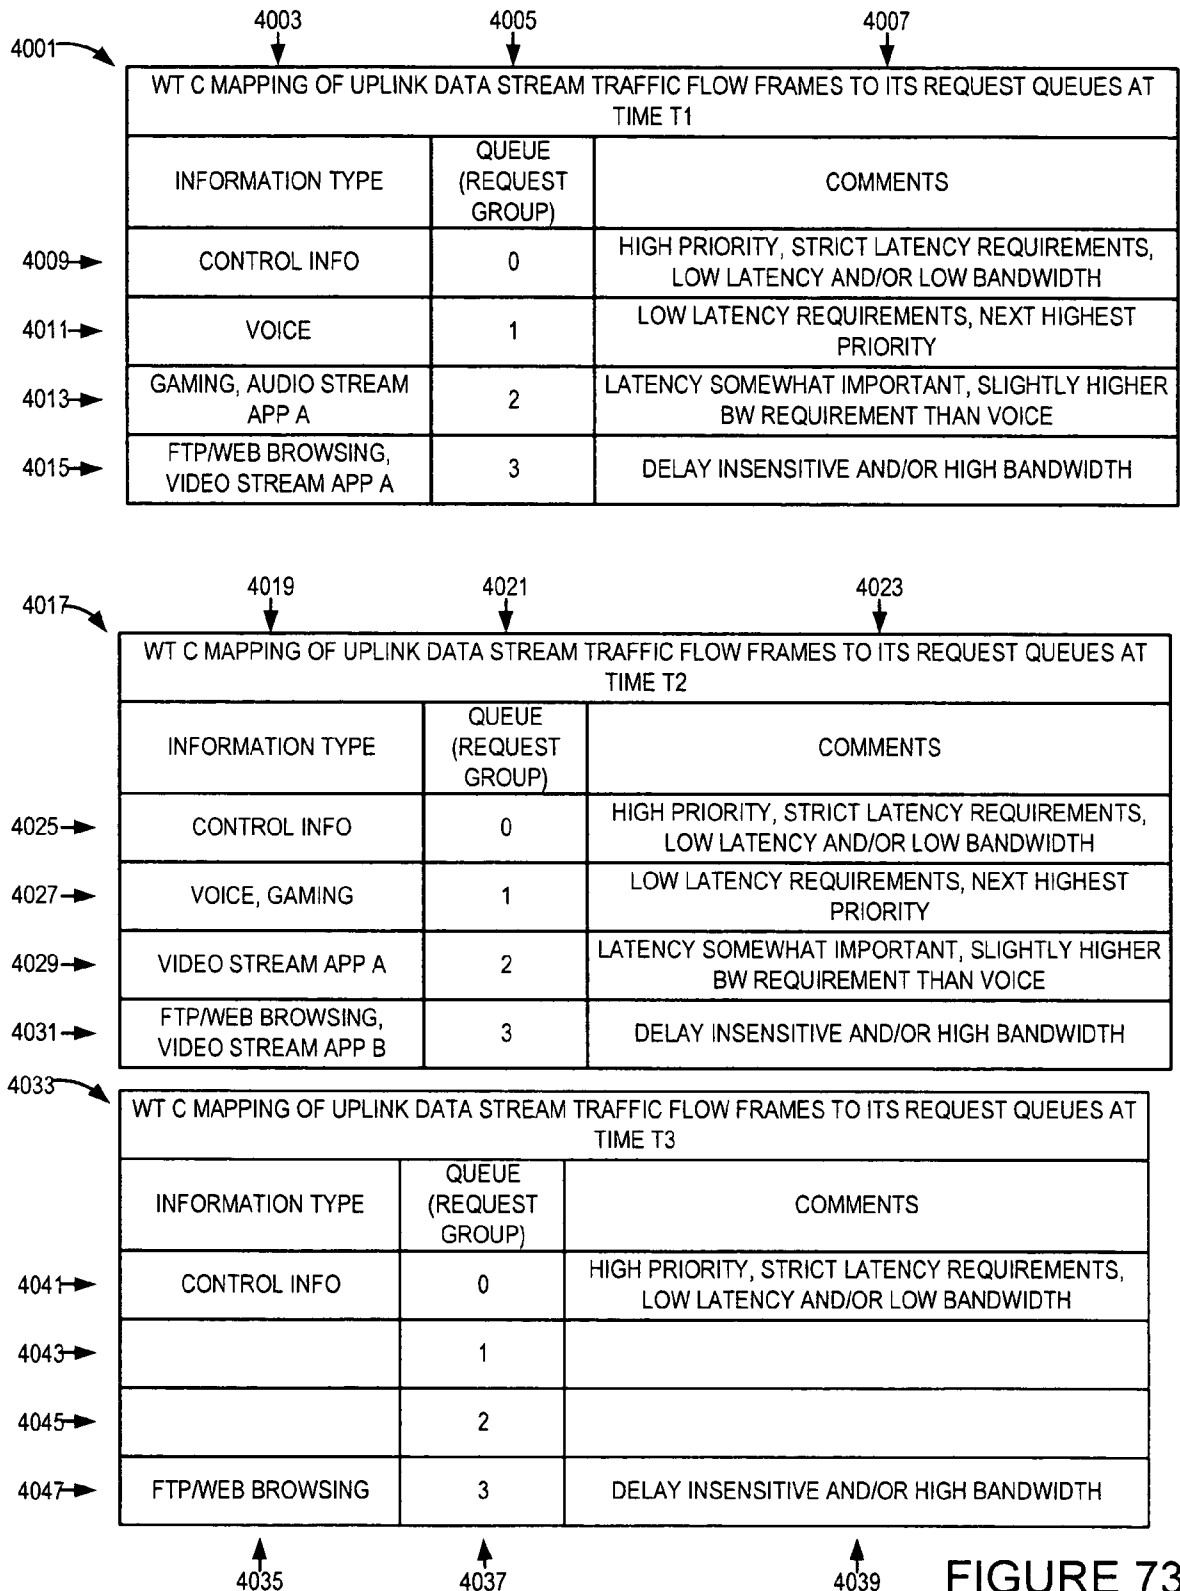 4003 4005 4007
4001
WT C MAPPING OF UPLINK DATA STREAM TRAFFIC FLOW FRAMES TO ITS REQUEST QUEUES AT
TIME T1
INFORMATION TYPE
QUEUE
(REQUEST
GROUP)
COMMENTS
4009
CONTROL INFO
0
HIGH PRIORITY, STRICT LATENCY REQUIREMENTS,
LOW LATENCY AND/OR LOW BANDWIDTH
4011
VOICE
1
LOW LATENCY REQUIREMENTS, NEXT HIGHEST
PRIORITY
4013
GAMING, AUDIO STREAM
APP A
2
LATENCY SOMEWHAT IMPORTANT, SLIGHTLY HIGHER
BW REQUIREMENT THAN VOICE
4015
FTP/WEB BROWSING,
VIDEO STREAM APP A
3
DELAY INSENSITIVE AND/OR HIGH BANDWIDTH
4019 4021 4023
4017
WT C MAPPING OF UPLINK DATA STREAM TRAFFIC FLOW FRAMES TO ITS REQUEST QUEUES AT
TIME T2
INFORMATION TYPE
QUEUE
(REQUEST
GROUP)
COMMENTS
4025
CONTROL INFO
0
HIGH PRIORITY, STRICT LATENCY REQUIREMENTS,
LOW LATENCY AND/OR LOW BANDWIDTH
4027
VOICE, GAMING
1
LOW LATENCY REQUIREMENTS, NEXT HIGHEST
PRIORITY
4029
VIDEO STREAM APP A
2
LATENCY SOMEWHAT IMPORTANT, SLIGHTLY HIGHER
BW REQUIREMENT THAN VOICE
4031
FTP/WEB BROWSING,
VIDEO STREAM APP B
3
DELAY INSENSITIVE AND/OR HIGH BANDWIDTH
4033
WT C MAPPING OF UPLINK DATA STREAM TRAFFIC FLOW FRAMES TO ITS REQUEST QUEUES AT
TIME T3
INFORMATION TYPE
QUEUE
(REQUEST
GROUP)
COMMENTS
4041
CONTROL INFO
0
HIGH PRIORITY, STRICT LATENCY REQUIREMENTS,
LOW LATENCY AND/OR LOW BANDWIDTH
4043
1
4045
2
4047
FTP/WEB BROWSING
3
DELAY INSENSITIVE AND/OR HIGH BANDWIDTH
4035 4037 4039
FIGURE 73